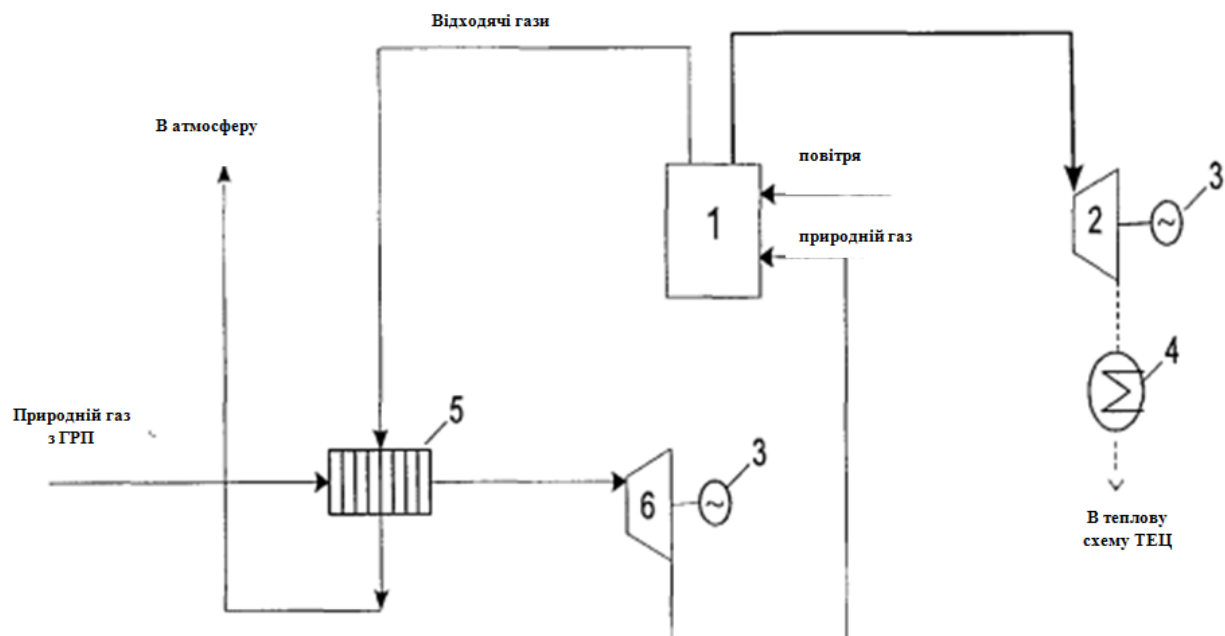 Відходячі гази
В атмосферу
повітря
3
1
2
природній газ
4
Природній газ
з ГРП
5
3
6
~
~
В теплову
схему ТЕЦ